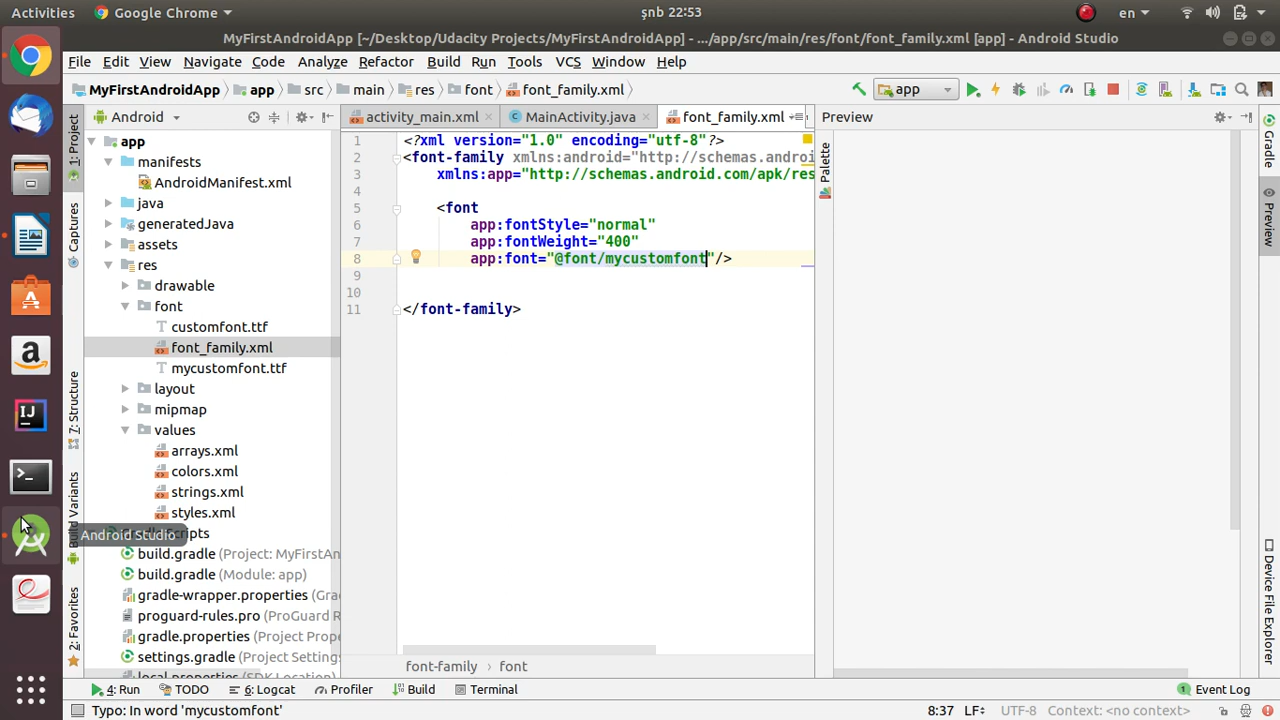 Activities
Google Chrome
şnb 22:53
en
MyFirstAndroidApp [~/Desktop/Udacity Projects/MyFirstAndroidApp] - .../app/src/main/res/font/font_family.xml [app] - Android Studio
File Edit View Navigate Code Analyze Refactor Build Run Tools VCS Window Help
MyFirstAndroidApp app src main res font font_family.xml
app
Android
activity_main.xml
MainActivity.java
font_family.xml
Preview
1: Project
Captures
7: Structure
Build Variants
2: Favorites
app
manifests
AndroidManifest.xml
java
generatedJava
assets
res
drawable
font
customfont.ttf
font_family.xml
mycustomfont.ttf
layout
mipmap
values
arrays.xml
colors.xml
strings.xml
styles.xml
Scripts
Android Studio
build.gradle (Project: MyFirstAn
build.gradle (Module: app)
gradle-wrapper.properties (Gra
proguard-rules.pro (ProGuard R
gradle.properties (Project Prope
settings.gradle (Project Setting
local.properties (SDK Location)
1 <?xml version="1.0" encoding="utf-8"?>
2 <font-family xmlns:android="http://schemas.androi
3 xmlns:app="http://schemas.android.com/apk/res
4
5 <font
6 app:fontStyle="normal"
7 app:fontWeight="400"
8 app:font="@font/mycustomfont"/>
9
10
11 </font-family>
font-family font
Palette
Gradle
Preview
Device File Explorer
4: Run TODO 6: Logcat Profiler Build Terminal
1 Event Log
Typo: In word 'mycustomfont'
8:37 LF UTF-8 Context: <no context>